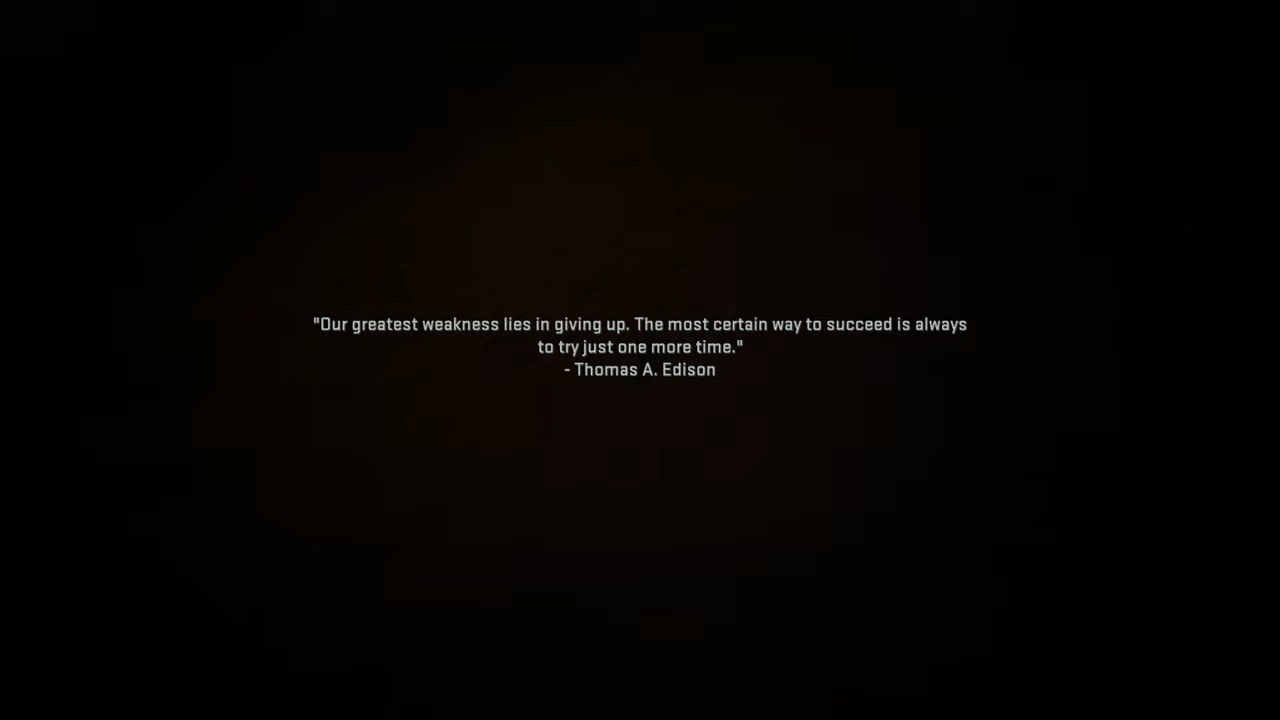 "Our greatest weakness lies in giving up. The most certain way to succeed is always
to try just one more time."
- Thomas A. Edison